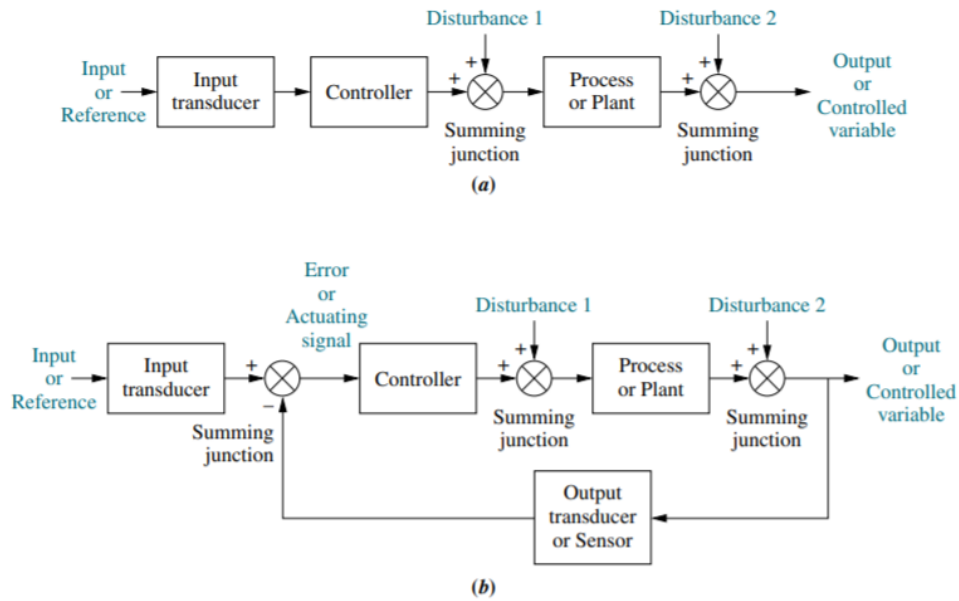 Disturbance 1
Disturbance 2
Input
or
Reference
Input
transducer
Controller
+
+
Summing
junction
Process
or Plant
+
+
Summing
junction
Output
or
Controlled
variable
(a)
Error
or
Actuating
signal
Disturbance 1
Disturbance 2
Input
or
Reference
Input
transducer
+
−
Summing
junction
Controller
+
+
Summing
junction
Process
or Plant
+
+
Summing
junction
Output
or
Controlled
variable
Output
transducer
or Sensor
(b)